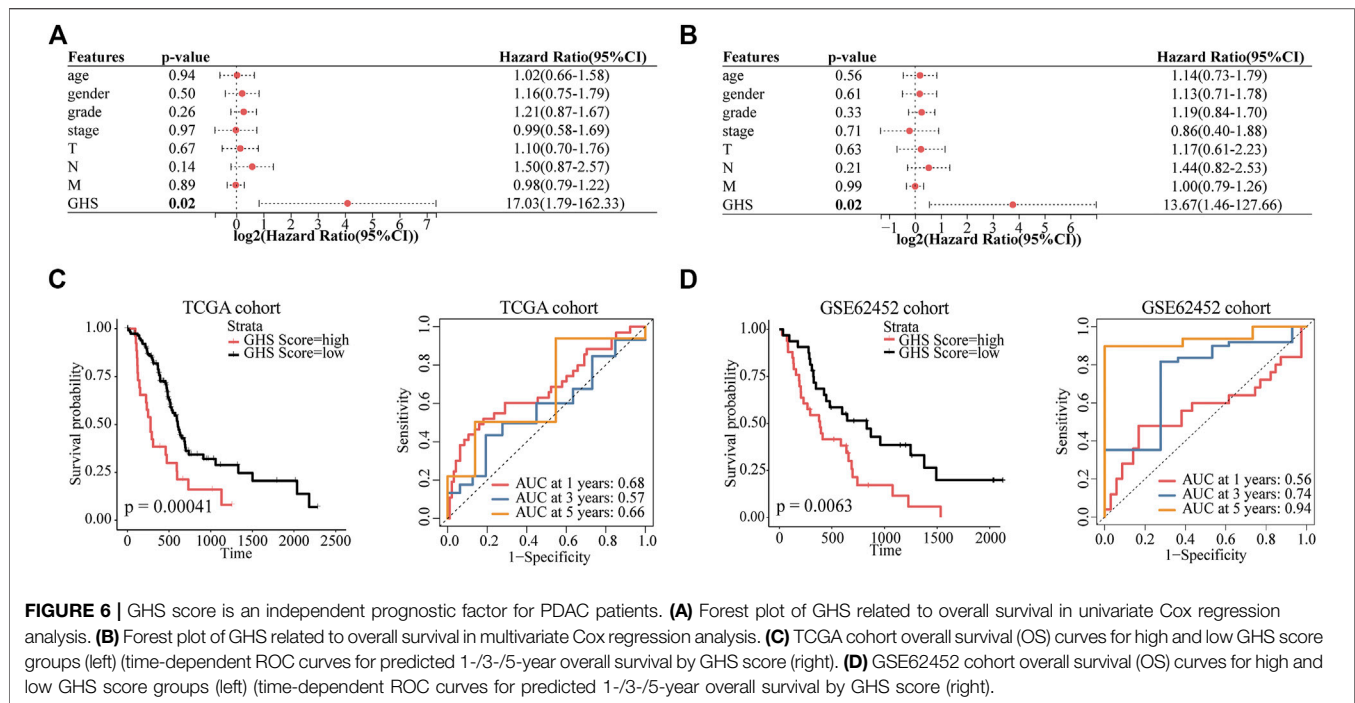 A
Features p-value Hazard Ratio(95%CI)
age 0.94 1.02(0.66-1.58)
gender 0.50 1.16(0.75-1.79)
grade 0.26 1.21(0.87-1.67)
stage 0.97 0.99(0.58-1.69)
T 0.67 1.10(0.70-1.76)
N 0.14 1.50(0.87-2.57)
M 0.89 0.98(0.79-1.22)
GHS 0.02 17.03(1.79-162.33)
0 1 2 3 4 5 6 7
log2(Hazard Ratio(95%CI))
B
Features p-value Hazard Ratio(95%CI)
age 0.56 1.14(0.73-1.79)
gender 0.61 1.13(0.71-1.78)
grade 0.33 1.19(0.84-1.70)
stage 0.71 0.86(0.40-1.88)
T 0.63 1.17(0.61-2.23)
N 0.21 1.44(0.82-2.53)
M 0.99 1.00(0.79-1.26)
GHS 0.02 13.67(1.46-127.66)
−1 0 1 2 3 4 5 6
log2(Hazard Ratio(95%CI))
C
TCGA cohort
Strata
GHS Score=high
GHS Score=low
Survival probability
1.00
0.75
0.50
0.25
0.00
p = 0.00041
0 500 1000 1500 2000 2500
Time
TCGA cohort
Sensitivity
1.0
0.8
0.6
0.4
0.2
0.0
AUC at 1 years: 0.68
AUC at 3 years: 0.57
AUC at 5 years: 0.66
0.0 0.2 0.4 0.6 0.8 1.0
1−Specificity
D
GSE62452 cohort
Strata
GHS Score=high
GHS Score=low
Survival probability
1.00
0.75
0.50
0.25
0.00
p = 0.0063
0 500 1000 1500 2000
Time
GSE62452 cohort
Sensitivity
1.0
0.8
0.6
0.4
0.2
0.0
AUC at 1 years: 0.56
AUC at 3 years: 0.74
AUC at 5 years: 0.94
0.0 0.2 0.4 0.6 0.8 1.0
1−Specificity
FIGURE 6 | GHS score is an independent prognostic factor for PDAC patients. (A) Forest plot of GHS related to overall survival in univariate Cox regression
analysis. (B) Forest plot of GHS related to overall survival in multivariate Cox regression analysis. (C) TCGA cohort overall survival (OS) curves for high and low GHS score
groups (left) (time-dependent ROC curves for predicted 1-/3-/5-year overall survival by GHS score (right). (D) GSE62452 cohort overall survival (OS) curves for high and
low GHS score groups (left) (time-dependent ROC curves for predicted 1-/3-/5-year overall survival by GHS score (right).